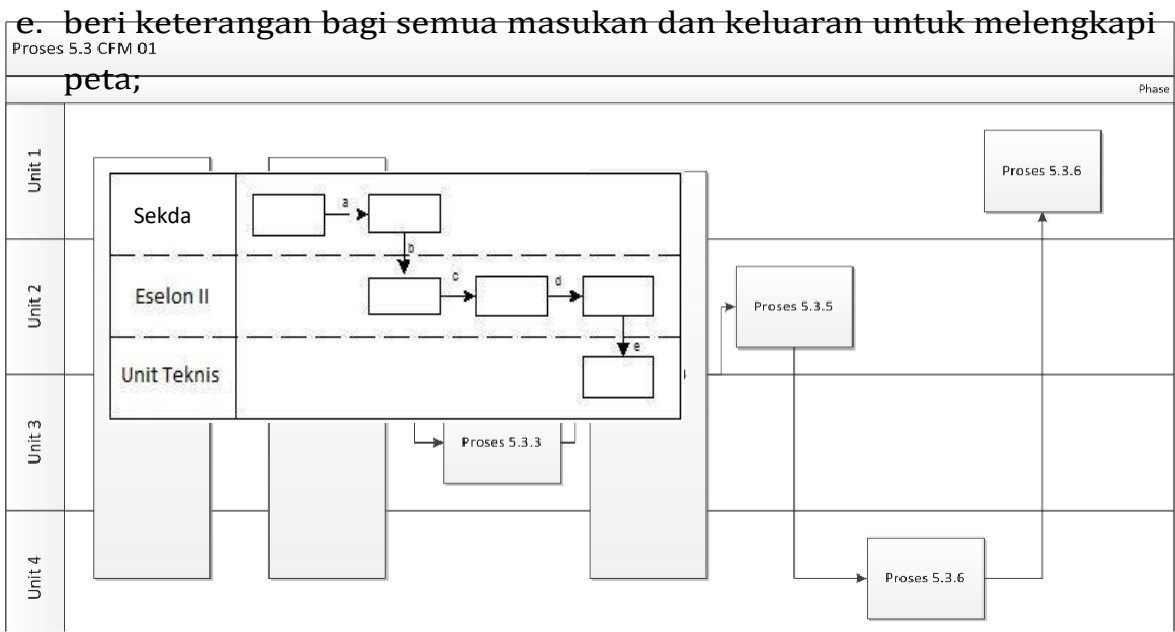 e. beri keterangan bagi semua masukan dan keluaran untuk melengkapi
Proses 5.3 CFM 01
peta;
Phase
Unit 1
Proses 5.3.6
Sekda
a
b
Unit 2
Eselon II
c
d
Proses 5.3.5
Unit Teknis
e
Unit 3
Proses 5.3.3
Unit 4
Proses 5.3.6